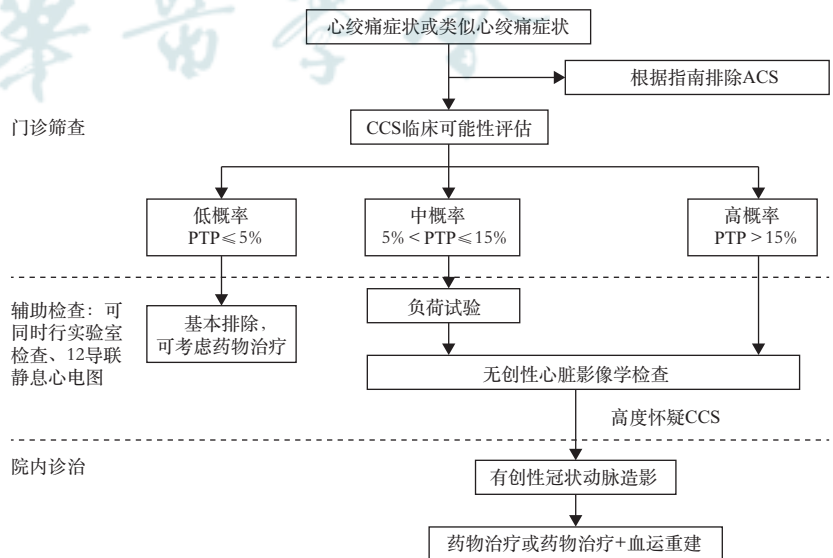 華醫學會
心绞痛症状或类似心绞痛症状
根据指南排除ACS
门诊筛查
CCS临床可能性评估
低概率
PTP≤5%
中概率
5%<PTP≤15%
高概率
PTP>15%
辅助检查：可
同时行实验室
检查、12导联
静息心电图
基本排除，
可考虑药物治疗
负荷试验
无创性心脏影像学检查
高度怀疑CCS
院内诊治
有创性冠状动脉造影
药物治疗或药物治疗+血运重建